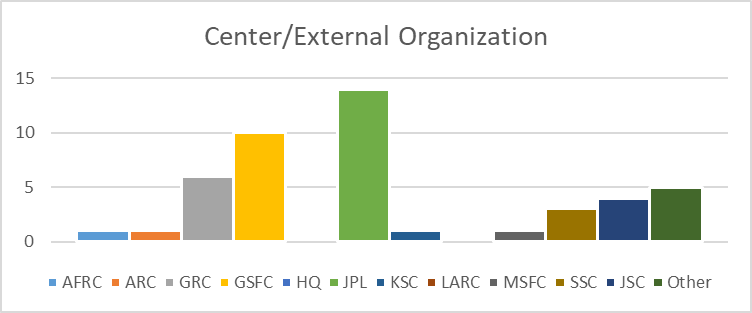 Center/External Organization
15
10
5
0
AFRC ARC GRC GSFC HQ JPL KSC LARC MSFC SSC JSC Other